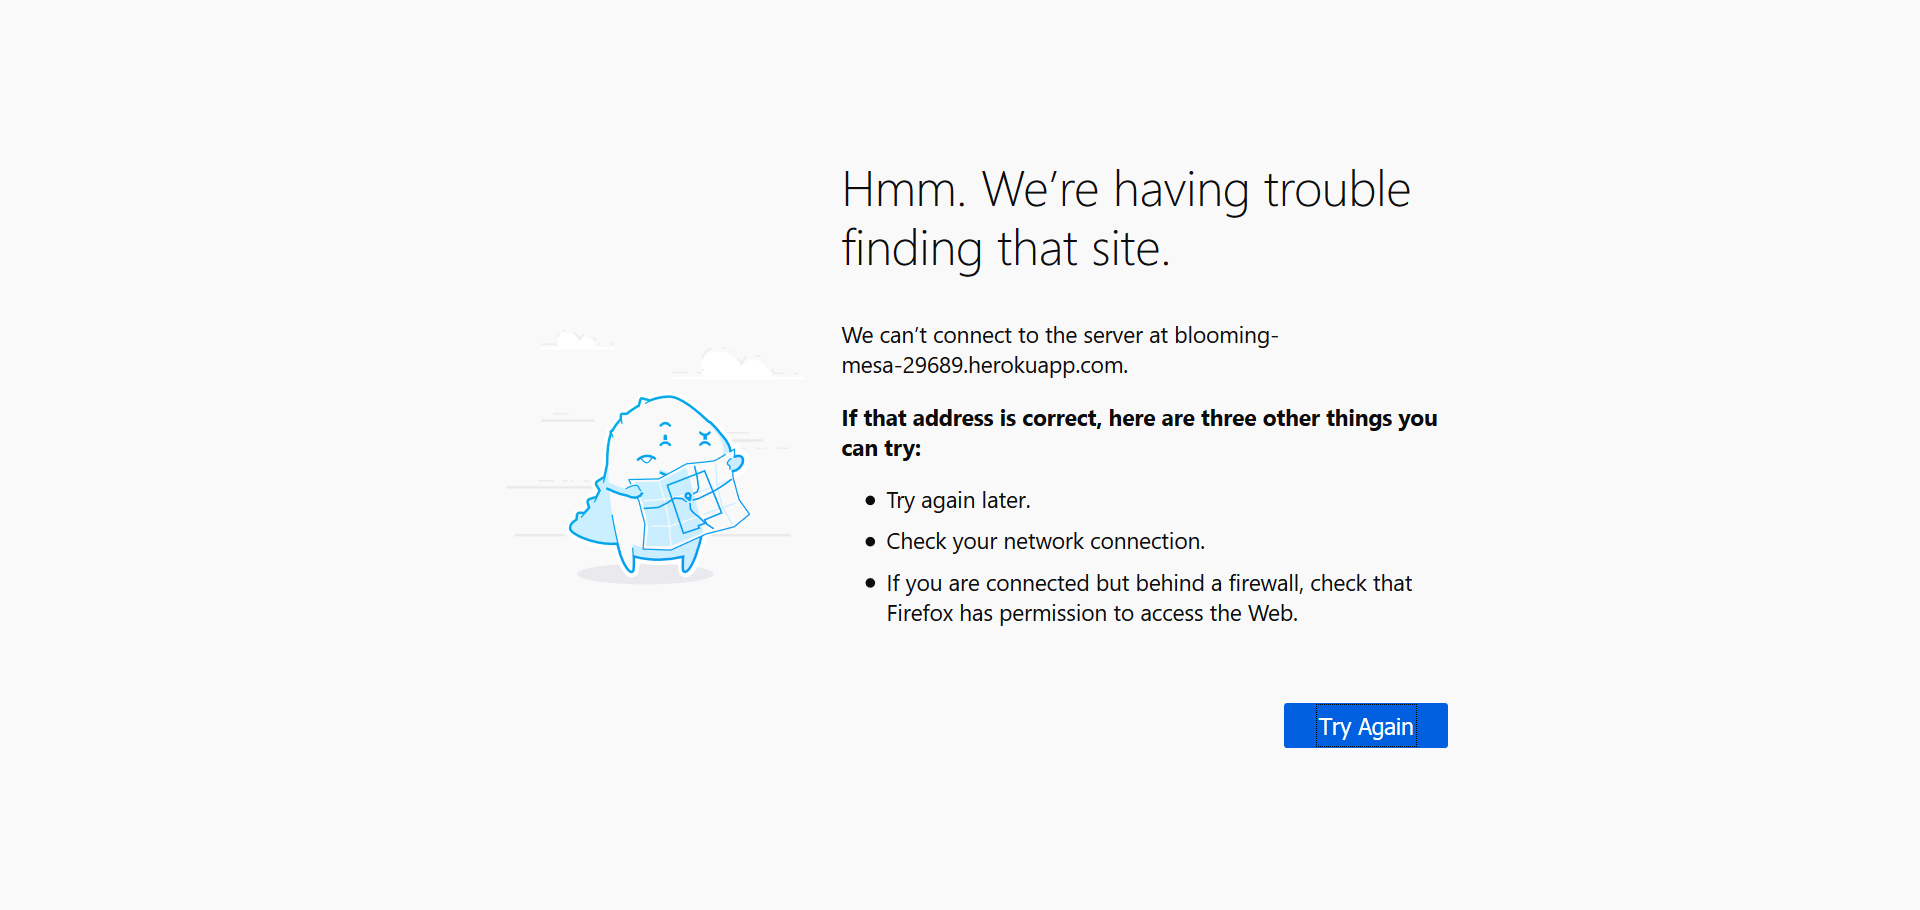 Hmm. We’re having trouble
finding that site.
We can’t connect to the server at blooming-
mesa-29689.herokuapp.com.
If that address is correct, here are three other things you
can try:
• Try again later.
• Check your network connection.
• If you are connected but behind a firewall, check that
Firefox has permission to access the Web.
Try Again